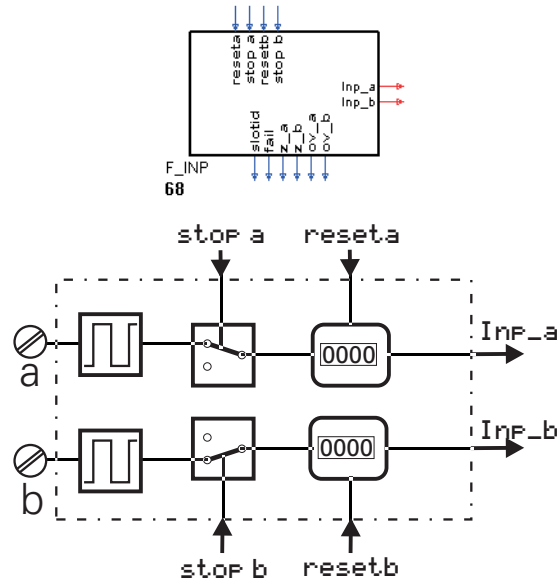 reseta
stop a
resetb
stop b
Inp_a
Inp_b
slotid
fail
z_a
z_b
ov_a
ov_b
F_INP
68
stop a
reseta
a
0000
Inp_a
b
0000
Inp_b
stop b
resetb